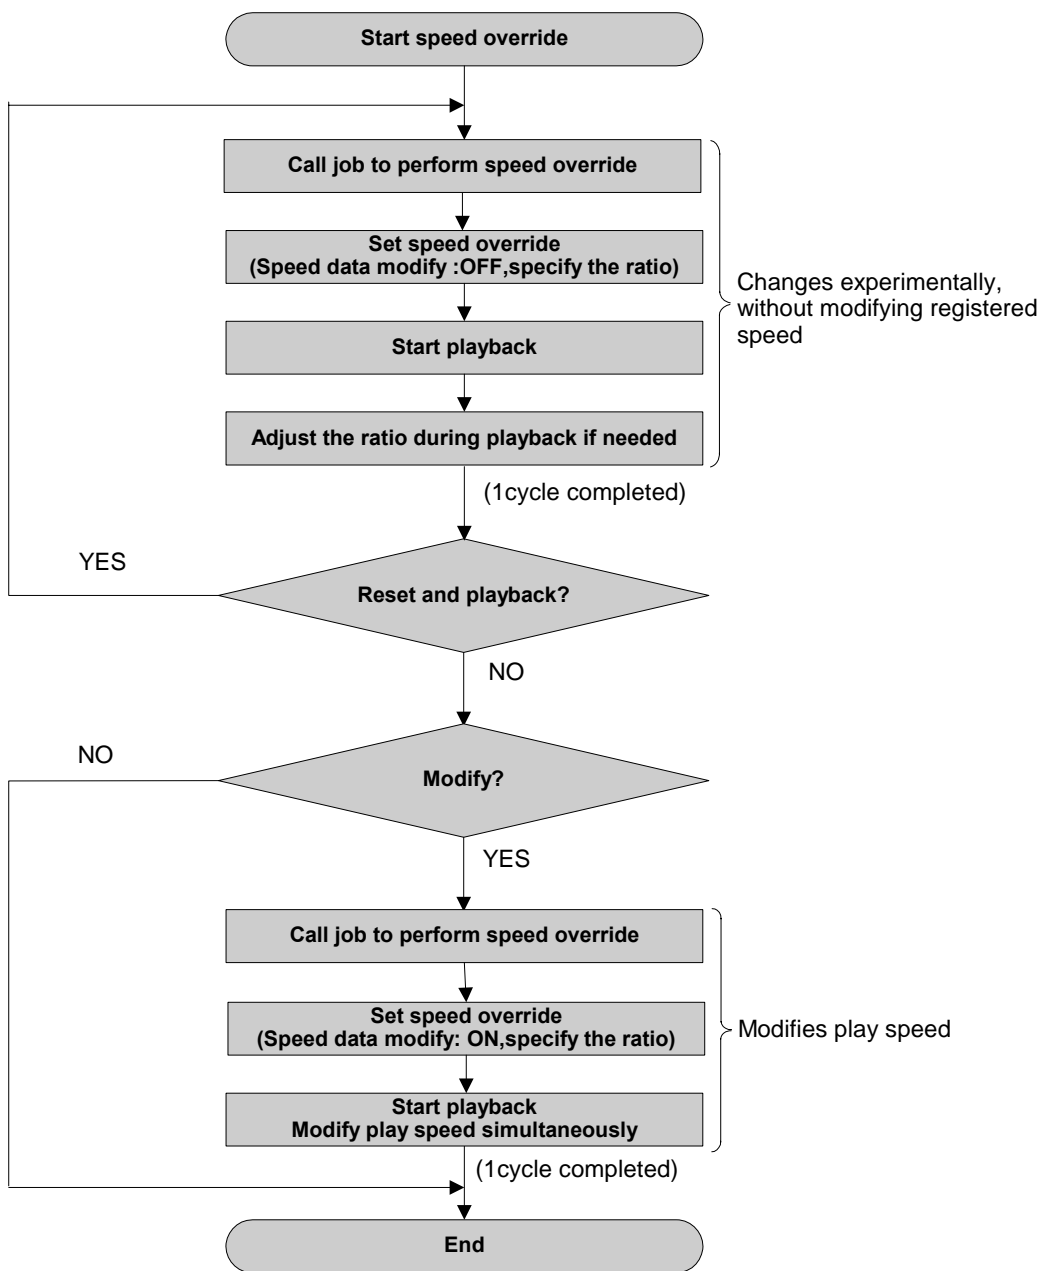 Start speed override
Call job to perform speed override
Set speed override
(Speed data modify :OFF,specify the ratio)
Start playback
Adjust the ratio during playback if needed
Changes experimentally,
without modifying registered
speed
(1cycle completed)
YES
Reset and playback?
NO
NO
Modify?
YES
Call job to perform speed override
Set speed override
(Speed data modify: ON,specify the ratio)
Start playback
Modify play speed simultaneously
Modifies play speed
(1cycle completed)
End